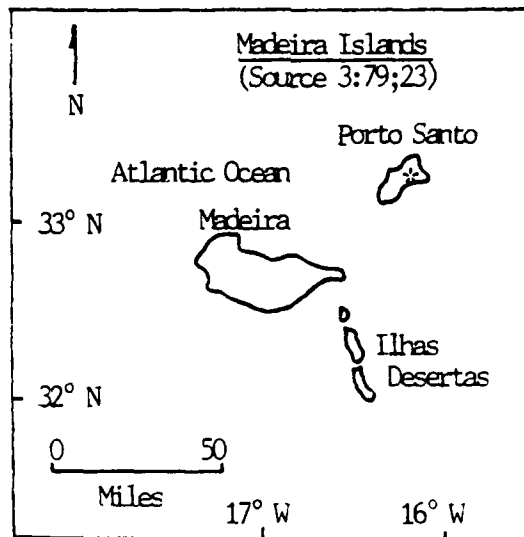 Madeira Islands
(Source 3:79;23)
N
Porto Santo
Atlantic Ocean
33° N
Madeira
Ilhas
Desertas
32° N
0 50
Miles
17° W 16° W